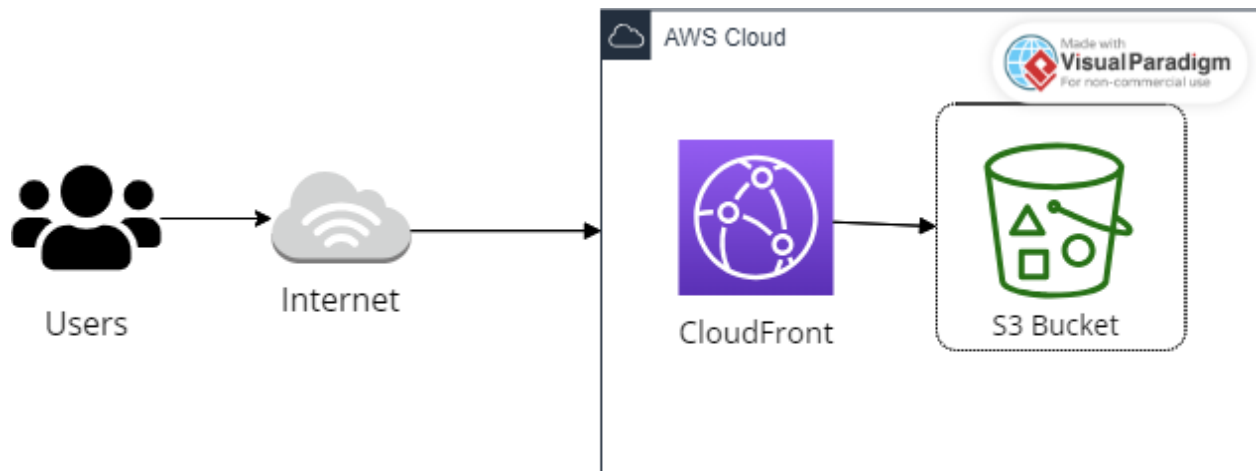 AWS Cloud
Made with
Visual Paradigm
For non-commercial use
Users
Internet
CloudFront
S3 Bucket